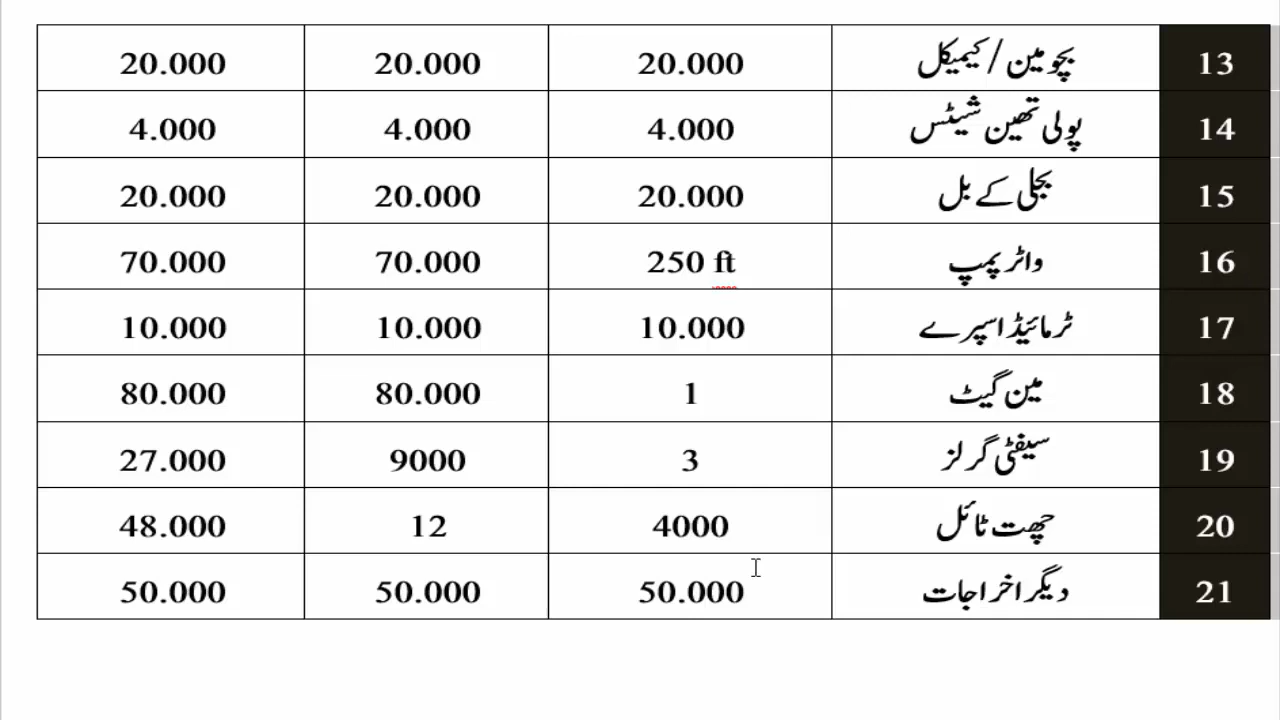 13 بچومین / کیمیکل 20.000 20.000 20.000
14 پولی تھین شیٹس 4.000 4.000 4.000
15 بجلی کے بل 20.000 20.000 20.000
16 واٹر پمپ 250 ft 70.000 70.000
17 ٹرمائیڈ اسپرے 10.000 10.000 10.000
18 مین گیٹ 1 80.000 80.000
19 سیفٹی گرلز 3 9000 27.000
20 چھت ٹائل 4000 12 48.000
21 دیگر اخراجات 50.000 50.000 50.000